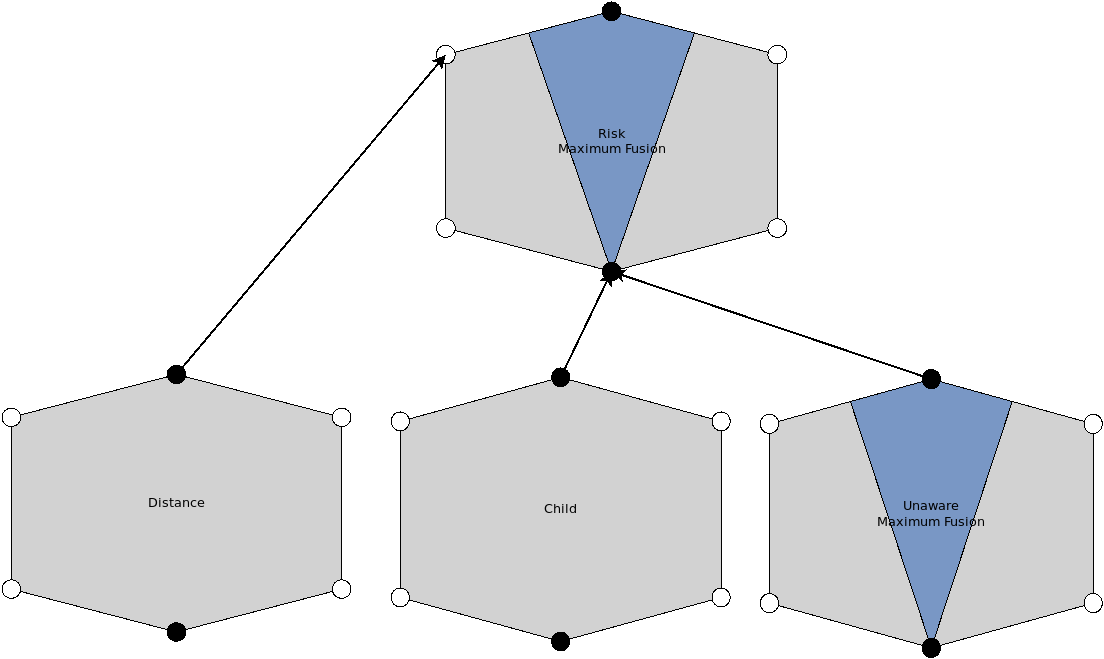 Risk
Maximum Fusion
Distance
Child
Unaware
Maximum Fusion